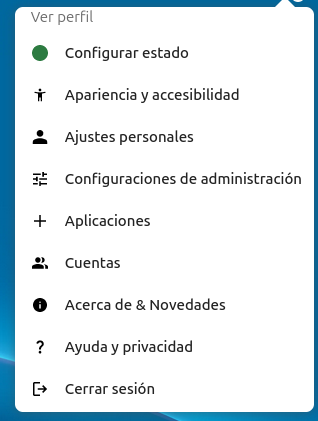 Ver perfil
Configurar estado
Apariencia y accesibilidad
Ajustes personales
Configuraciones de administración
Aplicaciones
Cuentas
Acerca de & Novedades
Ayuda y privacidad
Cerrar sesión